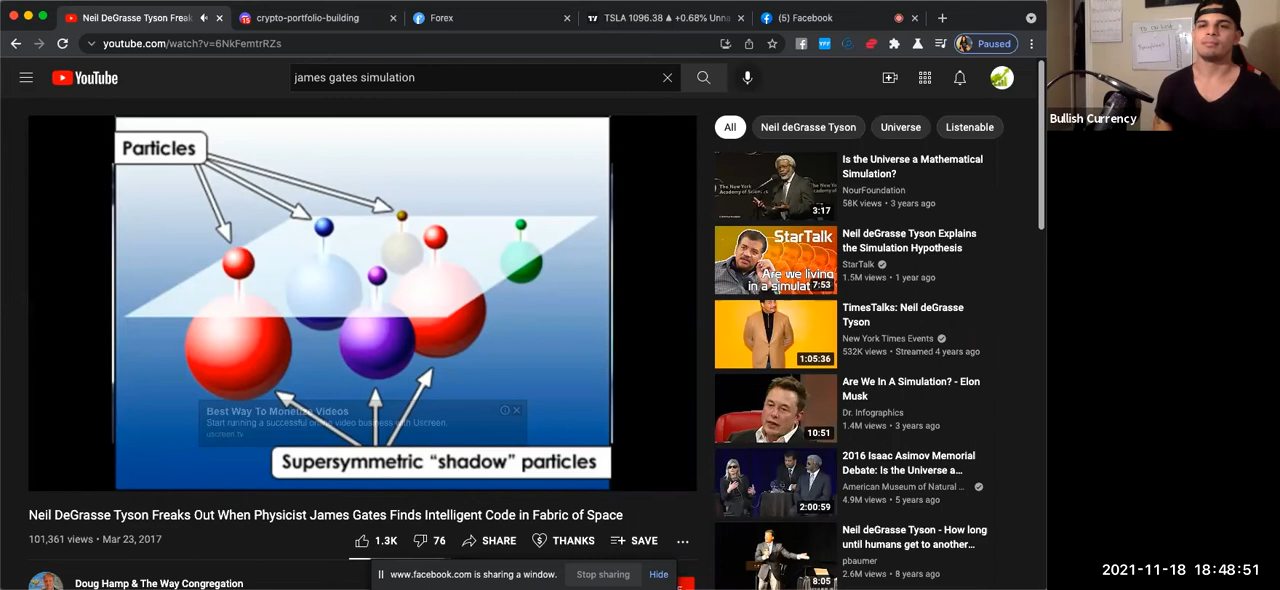 Neil DeGrasse Tyson Freak
crypto-portfolio-building
Forex
TSLA 1096.38 ▲ +0.68% Unna
(5) Facebook
youtube.com/watch?v=6NkFemtrRZs
Paused
YouTube
james gates simulation
Bullish Currency
All
Neil deGrasse Tyson
Universe
Listenable
Particles
Supersymmetric “shadow” particles
Best Way To Monetize Videos
Start running a successful online video business with Uscreen.
uscreen.tv
Is the Universe a Mathematical
Simulation?
NourFoundation
58K views • 3 years ago
3:17
StarTalk
Are we living
in a simulat
7:53
Neil deGrasse Tyson Explains
the Simulation Hypothesis
StarTalk
1.5M views • 1 year ago
TimesTalks: Neil deGrasse
Tyson
New York Times Events
532K views • Streamed 4 years ago
1:05:36
Are We In A Simulation? - Elon
Musk
Dr. Infographics
1.4M views • 3 years ago
10:51
2016 Isaac Asimov Memorial
Debate: Is the Universe a...
American Museum of Natural ...
4.9M views • 5 years ago
2:00:59
Neil deGrasse Tyson - How long
until humans get to another...
pbaumer
2.6M views • 8 years ago
8:05
Neil DeGrasse Tyson Freaks Out When Physicist James Gates Finds Intelligent Code in Fabric of Space
101,361 views • Mar 23, 2017
1.3K
76
SHARE
THANKS
SAVE
www.facebook.com is sharing a window.
Stop sharing
Hide
Doug Hamp & The Way Congregation
2021-11-18 18:48:51